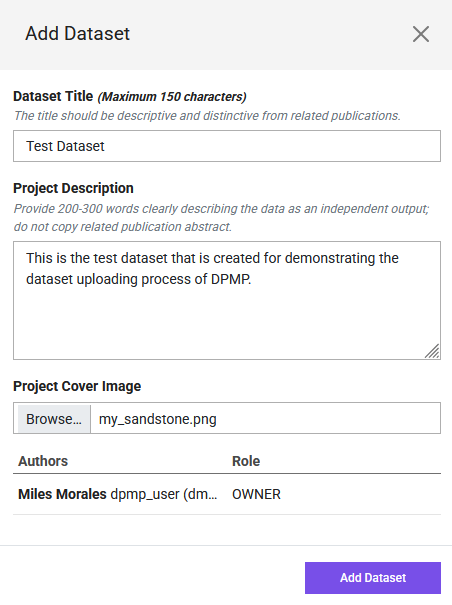 Add Dataset
Dataset Title (Maximum 150 characters)
The title should be descriptive and distinctive from related publications.
Test Dataset
Project Description
Provide 200-300 words clearly describing the data as an independent output;
do not copy related publication abstract.
This is the test dataset that is created for demonstrating the
dataset uploading process of DPMP.
Project Cover Image
Browse... my_sandstone.png
Authors Role
Miles Morales dpmp_user (dm... OWNER
Add Dataset